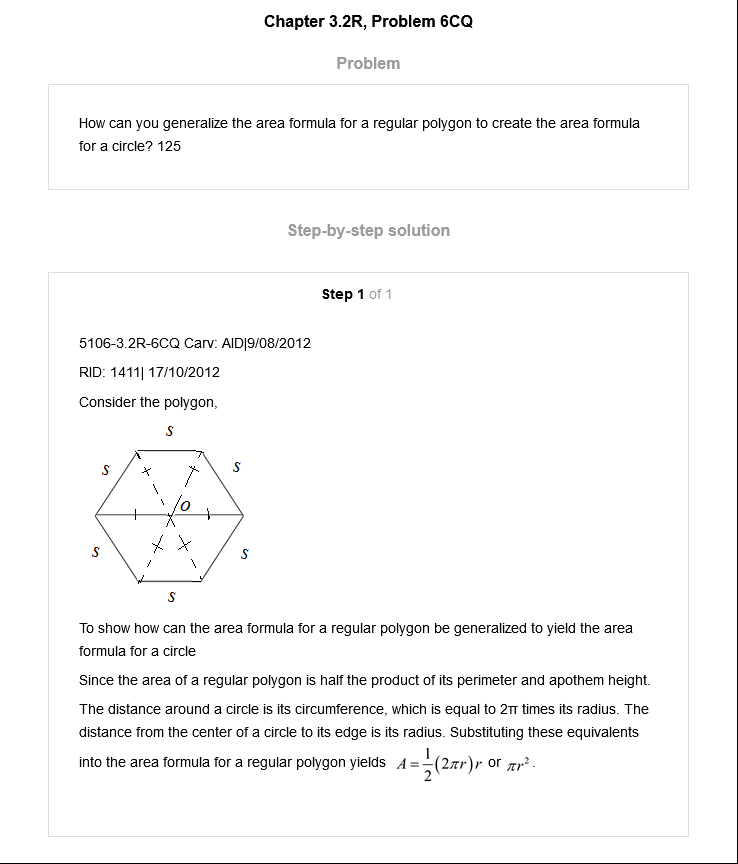 Chapter 3.2R, Problem 6CQ
Problem
How can you generalize the area formula for a regular polygon to create the area formula
for a circle? 125
Step-by-step solution
Step 1 of 1
5106-3.2R-6CQ Carv: AID|9/08/2012
RID: 1411| 17/10/2012
Consider the polygon,
S
S
S
O
S
S
S
To show how can the area formula for a regular polygon be generalized to yield the area
formula for a circle
Since the area of a regular polygon is half the product of its perimeter and apothem height.
The distance around a circle is its circumference, which is equal to 2π times its radius. The
distance from the center of a circle to its edge is its radius. Substituting these equivalents
into the area formula for a regular polygon yields A = 1/2 (2πr) r or πr².